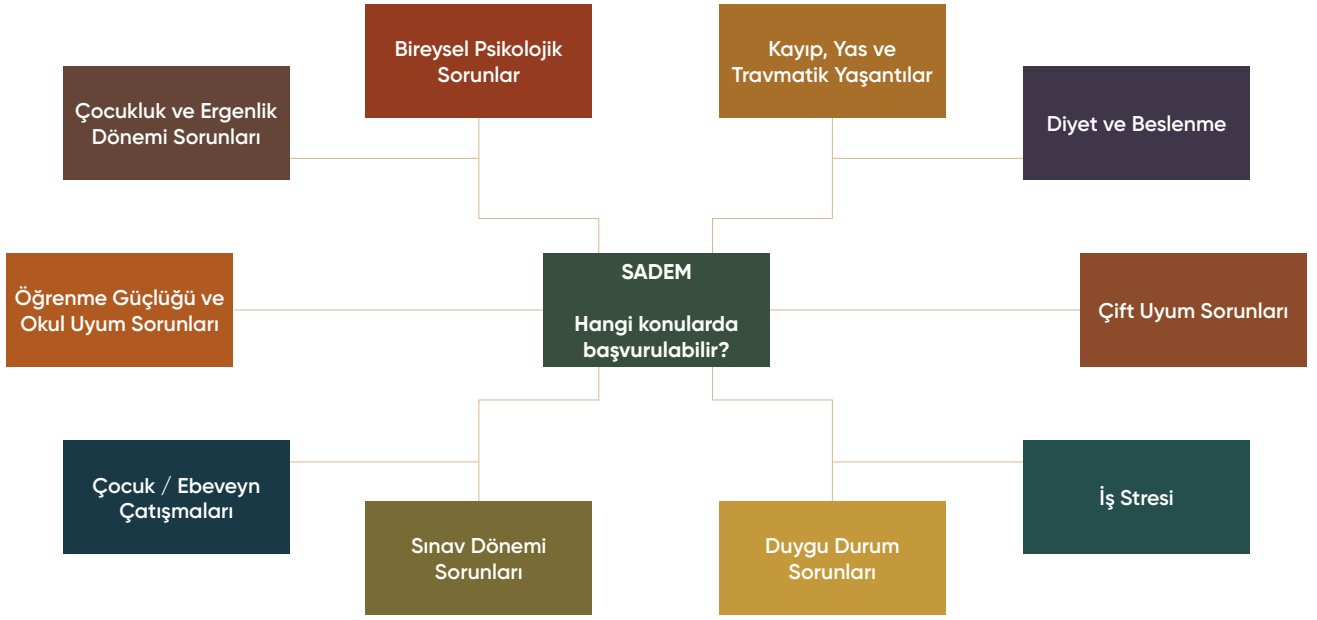 Bireysel Psikolojik
Sorunlar
Kayıp, Yas ve
Travmatik Yaşantılar
Çocukluk ve Ergenlik
Dönemi Sorunları
Diyet ve Beslenme
Öğrenme Güçlüğü ve
Okul Uyum Sorunları
SADEM
Hangi konularda
başvurulabilir?
Çift Uyum Sorunları
Çocuk / Ebeveyn
Çatışmaları
İş Stresi
Sınav Dönemi
Sorunları
Duygu Durum
Sorunları